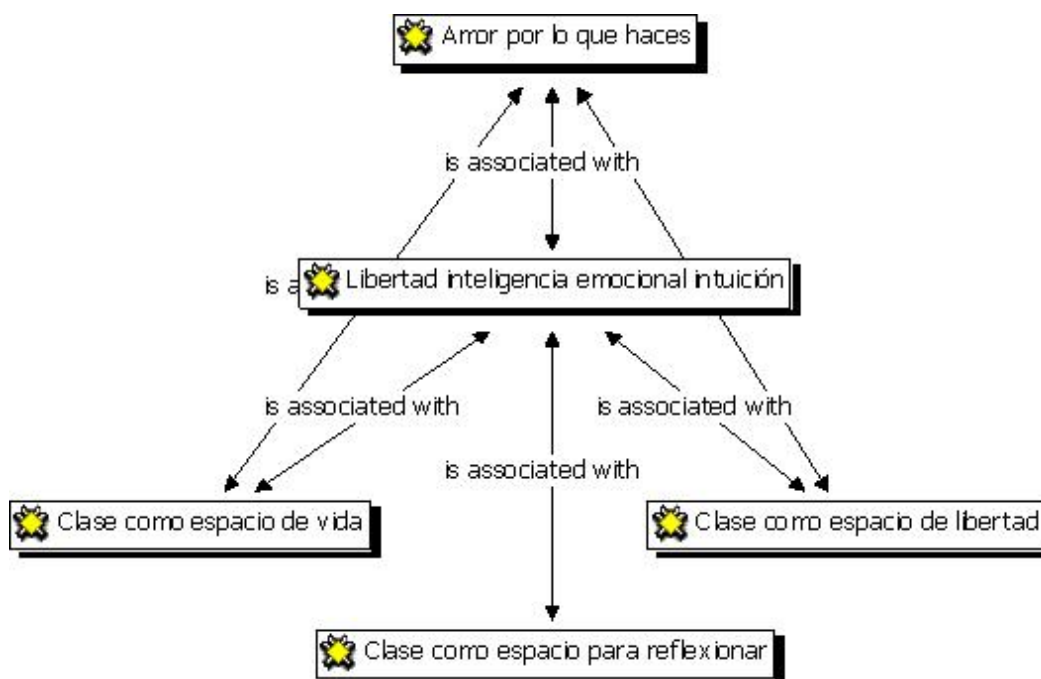 Amor por lo que haces
is associated with
is a
Libertad inteligencia emocional intuición
is associated with
is associated with
is associated with
Clase como espacio de vida
Clase como espacio de libertad
Clase como espacio para reflexionar